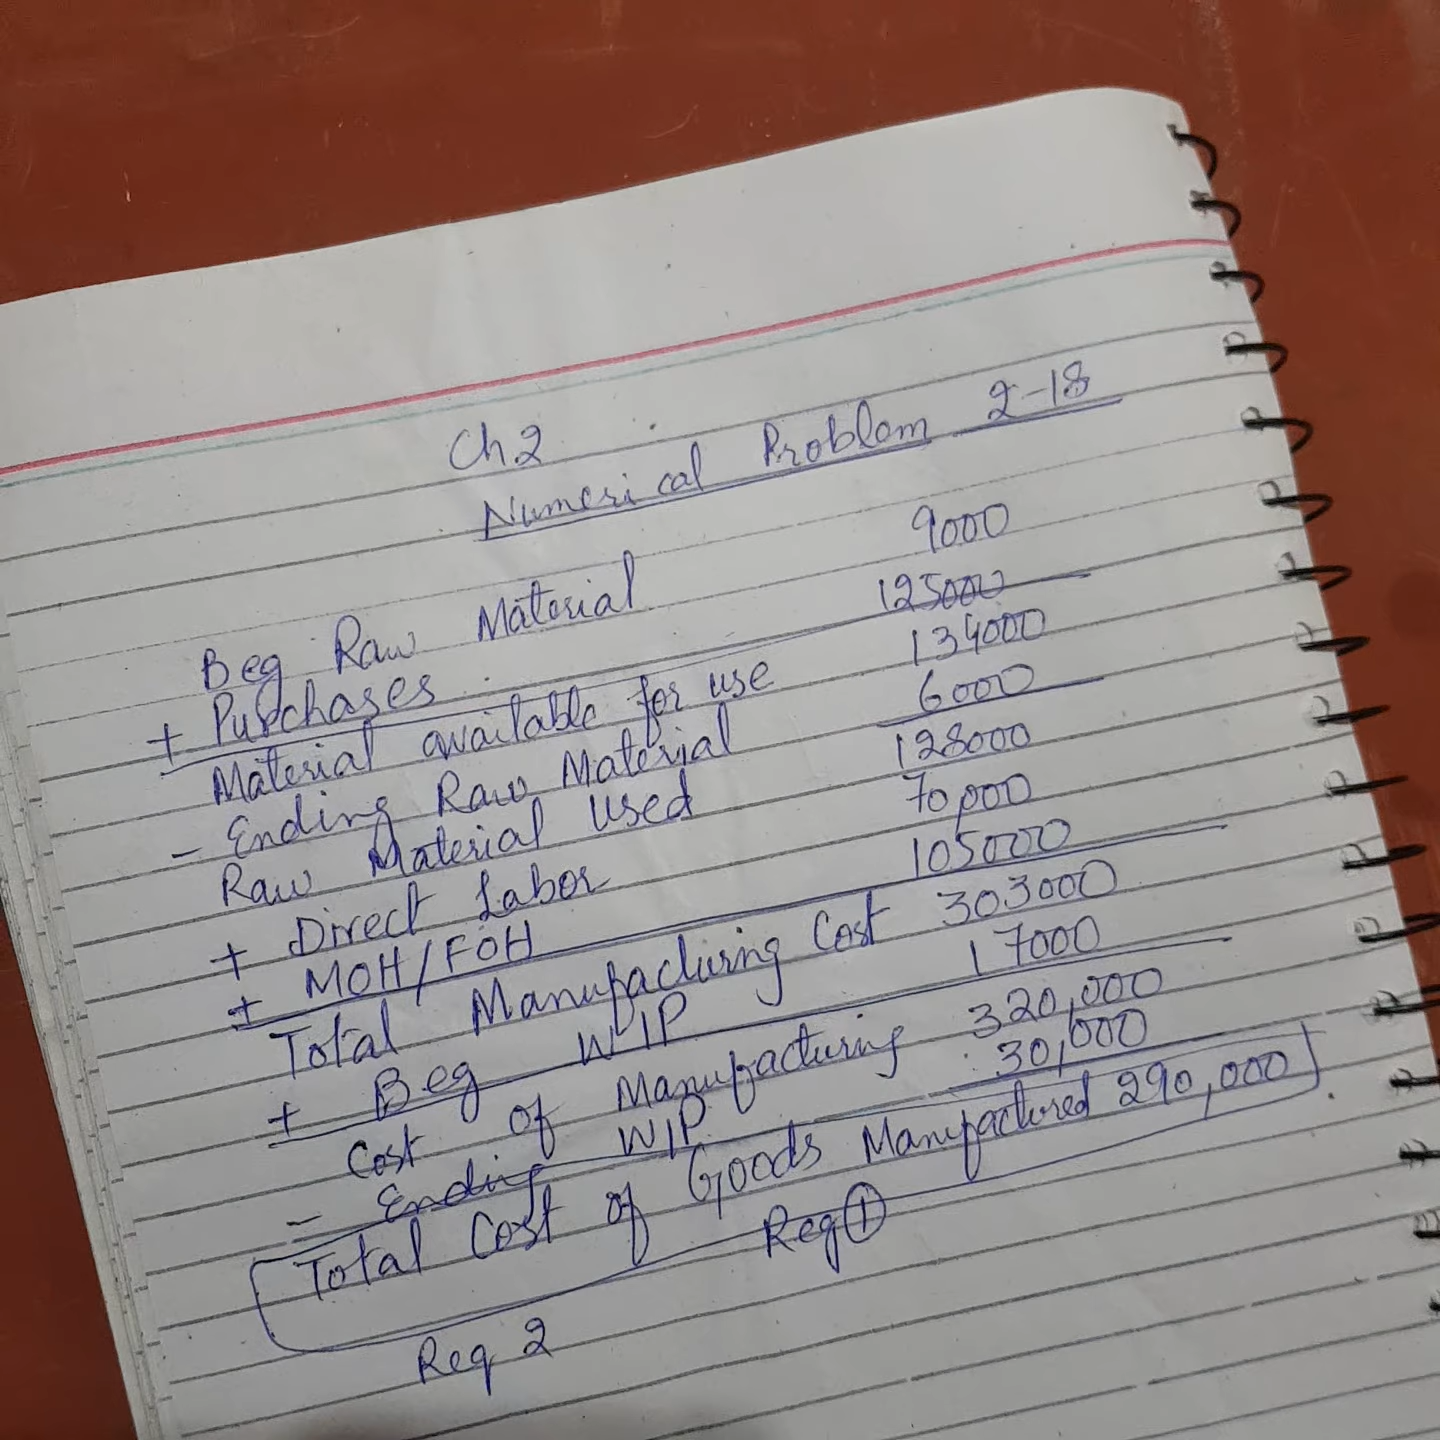 Ch 2
Numerical Problem 2-18
Beg Raw Material 9000
+ Purchases 125000
Material available for use 134000
- Ending Raw Material 6000
Raw Material Used 128000
+ Direct Labor 70,000
+ MOH/FOH 105000
Total Manufacturing Cost 303000
+ Beg WIP 17000
Cost of Manufacturing 320,000
- Ending WIP 30,000
Total Cost of Goods Manufactured 290,000
Req ①
Req 2